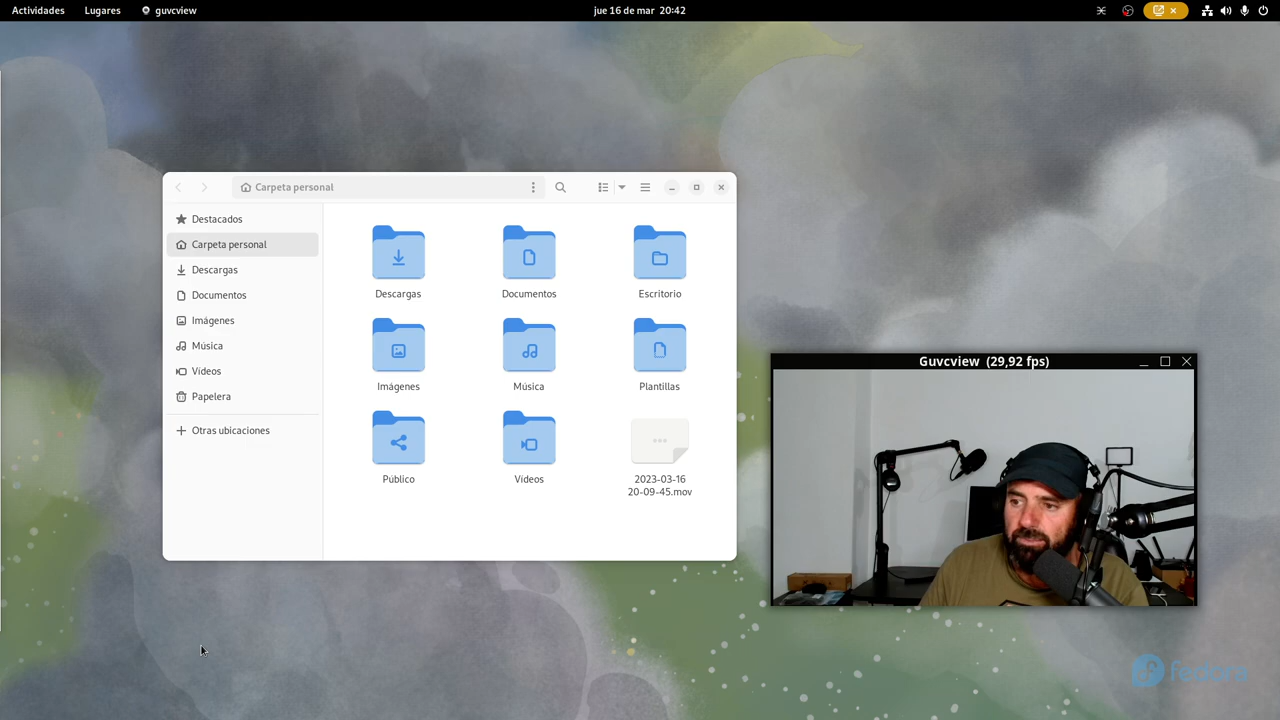 Actividades
Lugares
guvcview
jue 16 de mar 20:42
Carpeta personal
Destacados
Carpeta personal
Descargas
Documentos
Imágenes
Música
Vídeos
Papelera
Otras ubicaciones
Descargas
Documentos
Escritorio
Imágenes
Música
Plantillas
Público
Vídeos
2023-03-16
20-09-45.mov
Guvcview (29,92 fps)
fedora